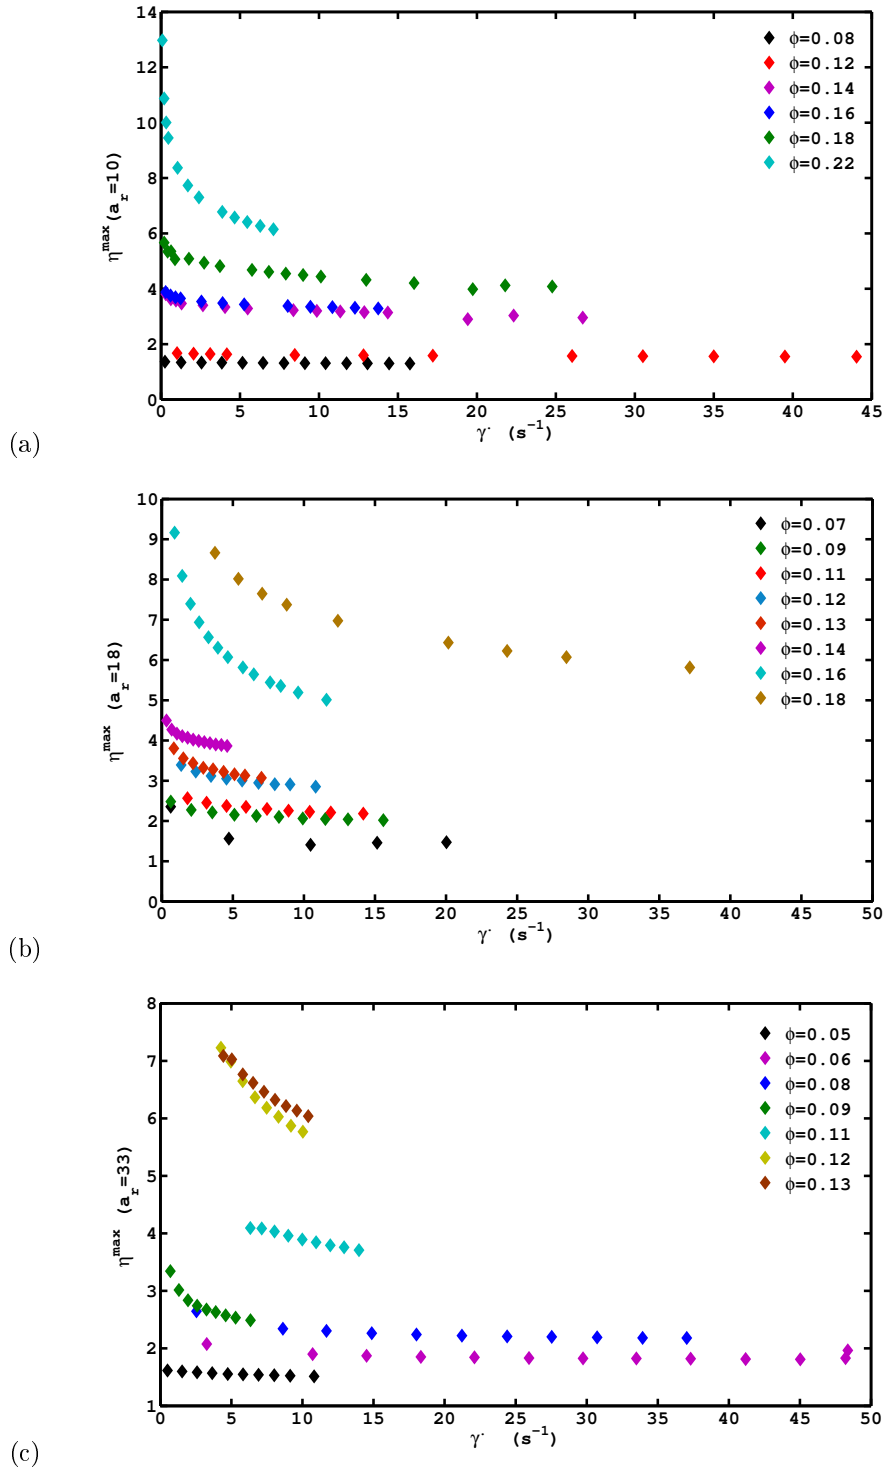 14
12
10
8
6
4
2
0
η^max (a_r=10)
0 5 10 15 20 25 30 35 40 45
γ˙ (s⁻¹)
ϕ=0.08
ϕ=0.12
ϕ=0.14
ϕ=0.16
ϕ=0.18
ϕ=0.22
(a)
10
9
8
7
6
5
4
3
2
1
0
η^max (a_r=18)
0 5 10 15 20 25 30 35 40 45 50
γ˙ (s⁻¹)
ϕ=0.07
ϕ=0.09
ϕ=0.11
ϕ=0.12
ϕ=0.13
ϕ=0.14
ϕ=0.16
ϕ=0.18
(b)
8
7
6
5
4
3
2
1
η^max (a_r=33)
0 5 10 15 20 25 30 35 40 45 50
γ˙ (s⁻¹)
ϕ=0.05
ϕ=0.06
ϕ=0.08
ϕ=0.09
ϕ=0.11
ϕ=0.12
ϕ=0.13
(c)